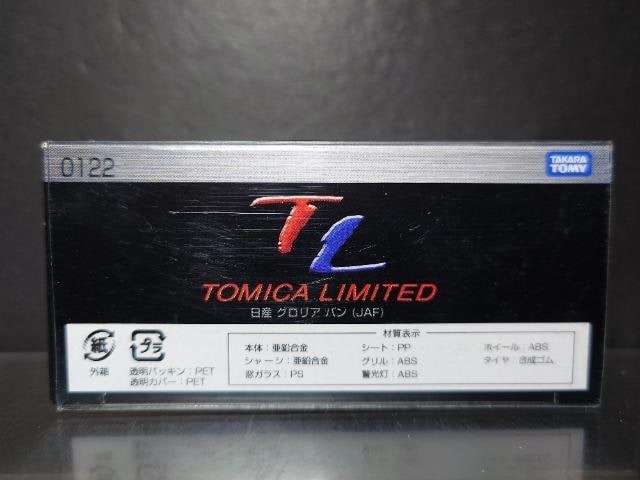 0122
TAKARA
TOMY
TL
TOMICA LIMITED
日産 グロリア バン (JAF)
材質表示
紙
外箱
プラ
透明パッキン：PET
透明カバー：PET
本体：亜鉛合金
シャーシ：亜鉛合金
窓ガラス：PS
シート：PP
グリル：ABS
警光灯：ABS
ホイール：ABS
タイヤ：合成ゴム